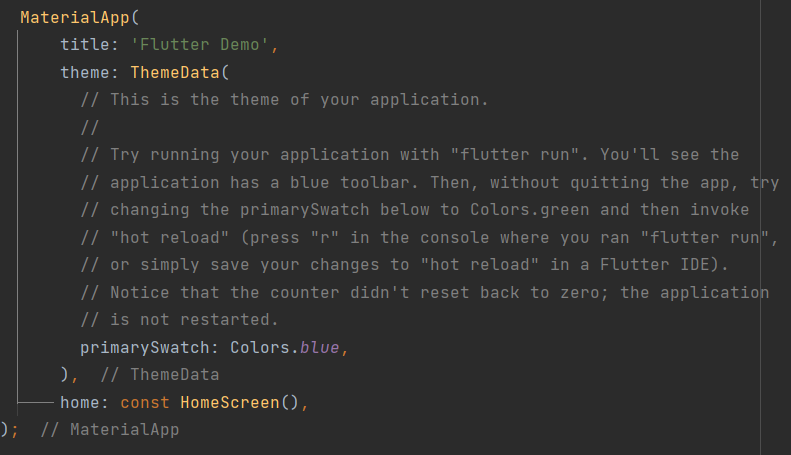 MaterialApp(
title: 'Flutter Demo',
theme: ThemeData(
// This is the theme of your application.
//
// Try running your application with "flutter run". You'll see the
// application has a blue toolbar. Then, without quitting the app, try
// changing the primarySwatch below to Colors.green and then invoke
// "hot reload" (press "r" in the console where you ran "flutter run",
// or simply save your changes to "hot reload" in a Flutter IDE).
// Notice that the counter didn't reset back to zero; the application
// is not restarted.
primarySwatch: Colors.blue,
), // ThemeData
home: const HomeScreen(),
); // MaterialApp